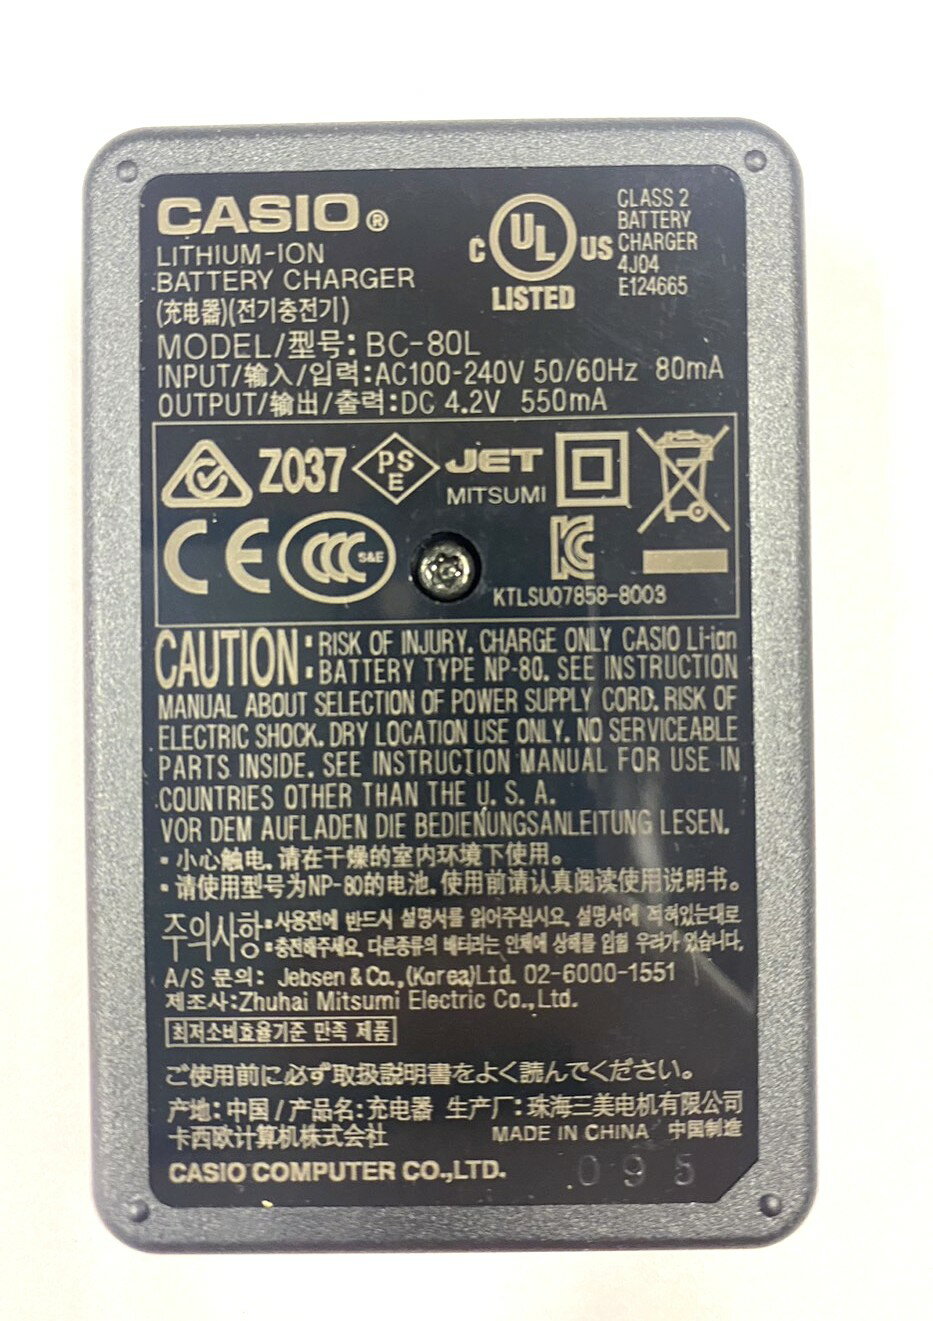 CASIO®
LITHIUM-ION
BATTERY CHARGER
(充电器)(전기충전기)
MODEL/型号: BC-80L
INPUT/输入/입력:AC100-240V 50/60Hz 80mA
OUTPUT/输出/출력:DC 4.2V 550mA
C UL US
LISTED
CLASS 2
BATTERY
CHARGER
4J04
E124665
Z037
PS
E
JET
MITSUMI
CE
CCC S&E
KC
KTLSU07858-8003
CAUTION: RISK OF INJURY. CHARGE ONLY CASIO Li-ion
BATTERY TYPE NP-80. SEE INSTRUCTION
MANUAL ABOUT SELECTION OF POWER SUPPLY CORD. RISK OF
ELECTRIC SHOCK. DRY LOCATION USE ONLY. NO SERVICEABLE
PARTS INSIDE. SEE INSTRUCTION MANUAL FOR USE IN
COUNTRIES OTHER THAN THE U. S. A.
VOR DEM AUFLADEN DIE BEDIENUNGSANLEITUNG LESEN.
・小心触电. 请在干燥的室内环境下使用。
・请使用型号为NP-80的电池. 使用前请认真阅读使用说明书。
주의사항:・사용전에 반드시 설명서를 읽어주십시요. 설명서에 적혀있는대로
・충전해주세요. 다른종류의 배터리는 인체에 상해를 입힐 우려가 있습니다.
A/S 문의: Jebsen & Co.,(Korea)Ltd. 02-6000-1551
제조사:Zhuhai Mitsumi Electric Co.,Ltd.
최저소비효율기준 만족 제품
ご使用前に必ず取扱説明書をよく読んでください。
产地:中国/产品名:充电器 生产厂:珠海三美电机有限公司
卡西欧计算机株式会社
MADE IN CHINA 中国制造
CASIO COMPUTER CO.,LTD.
095